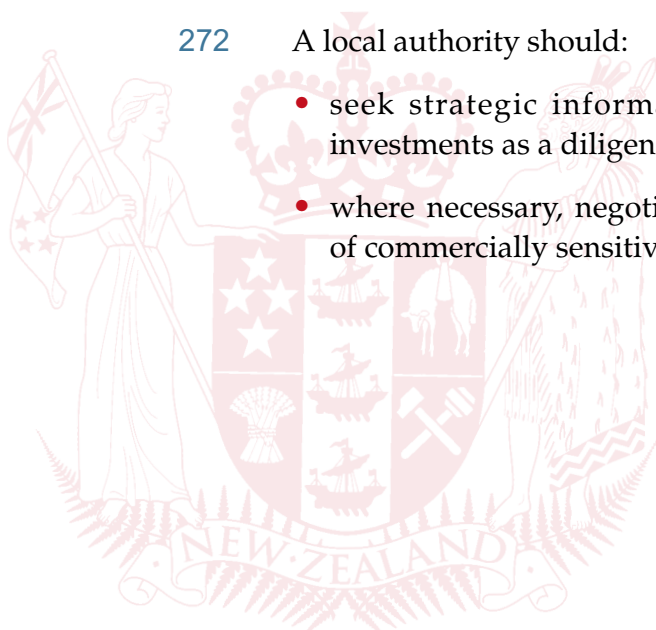 272 A local authority should:
• seek strategic inform
investments as a diligen
• where necessary, negoti
of commercially sensitiv
NEW·ZEALAND